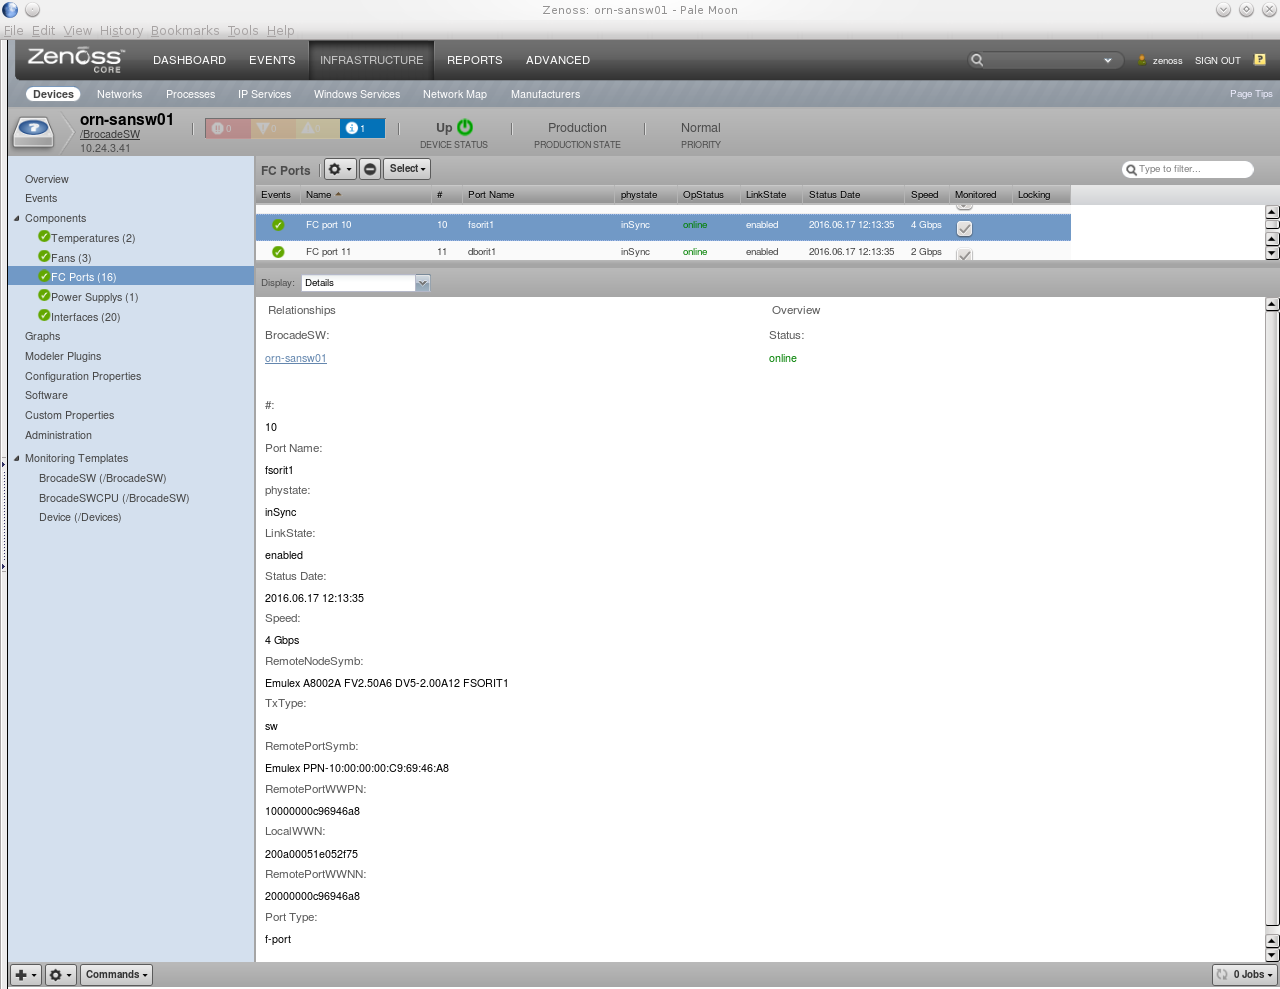 Zenoss: orn-sansw01 - Pale Moon
File Edit View History Bookmarks Tools Help
Zenoss CORE DASHBOARD EVENTS INFRASTRUCTURE REPORTS ADVANCED zenoss SIGN OUT ?
Devices Networks Processes IP Services Windows Services Network Map Manufacturers Page Tips
orn-sansw01
/BrocadeSW
10.24.3.41
0 0 0 1
Up
DEVICE STATUS
Production
PRODUCTION STATE
Normal
PRIORITY
Overview
Events
Components
Temperatures (2)
Fans (3)
FC Ports (16)
Power Supplys (1)
Interfaces (20)
Graphs
Modeler Plugins
Configuration Properties
Software
Custom Properties
Administration
Monitoring Templates
BrocadeSW (/BrocadeSW)
BrocadeSWCPU (/BrocadeSW)
Device (/Devices)
FC Ports Select Type to filter...
Events Name # Port Name phystate OpStatus LinkState Status Date Speed Monitored Locking
FC port 10 10 fsorit1 inSync online enabled 2016.06.17 12:13:35 4 Gbps
FC port 11 11 dborit1 inSync online enabled 2016.06.17 12:13:35 2 Gbps
Display: Details
Relationships
BrocadeSW:
orn-sansw01
Overview
Status:
online
#:
10
Port Name:
fsorit1
phystate:
inSync
LinkState:
enabled
Status Date:
2016.06.17 12:13:35
Speed:
4 Gbps
RemoteNodeSymb:
Emulex A8002A FV2.50A6 DV5-2.00A12 FSORIT1
TxType:
sw
RemotePortSymb:
Emulex PPN-10:00:00:00:C9:69:46:A8
RemotePortWWPN:
10000000c96946a8
LocalWWN:
200a00051e052f75
RemotePortWWNN:
20000000c96946a8
Port Type:
f-port
Commands 0 Jobs